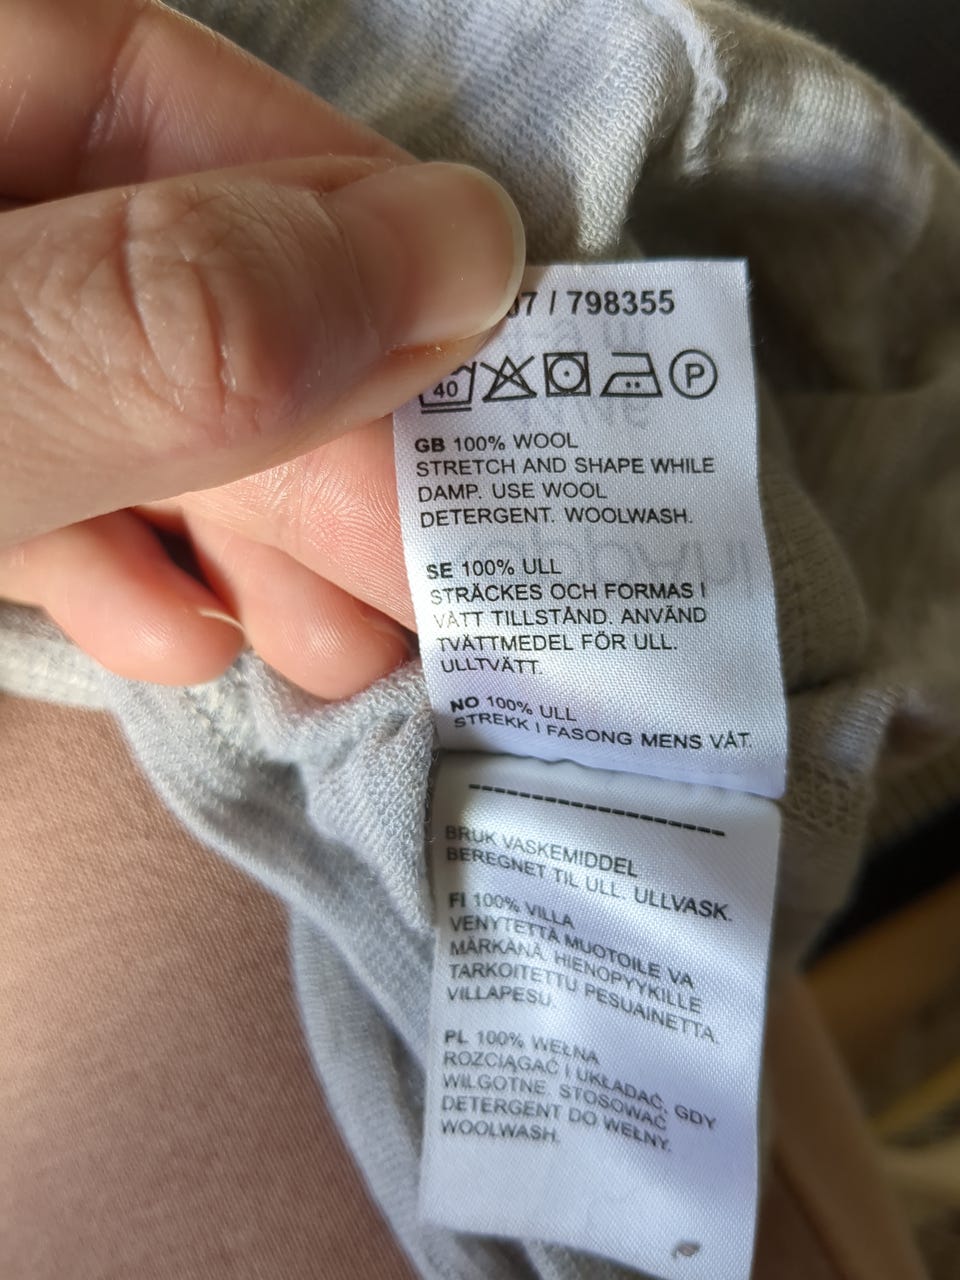 07 / 798355
40 P
GB 100% WOOL
STRETCH AND SHAPE WHILE
DAMP. USE WOOL
DETERGENT. WOOLWASH.
SE 100% ULL
STRÄCKES OCH FORMAS I
VÅTT TILLSTÅND. ANVÄND
TVÄTTMEDEL FÖR ULL.
ULLTVÄTT.
NO 100% ULL
STREKK I FASONG MENS VÅT.
BRUK VASKEMIDDEL
BEREGNET TIL ULL. ULLVASK.
FI 100% VILLA
VENYTETTÄ MUOTOILE VA
MÄRKÄNÄ. HIENOPYYKILLE
TARKOITETTU PESUAINETTA.
VILLAPESU.
PL 100% WEŁNA
ROZCIĄGAĆ I UKŁADAĆ, GDY
WILGOTNE. STOSOWAĆ
DETERGENT DO WEŁNY.
WOOLWASH.